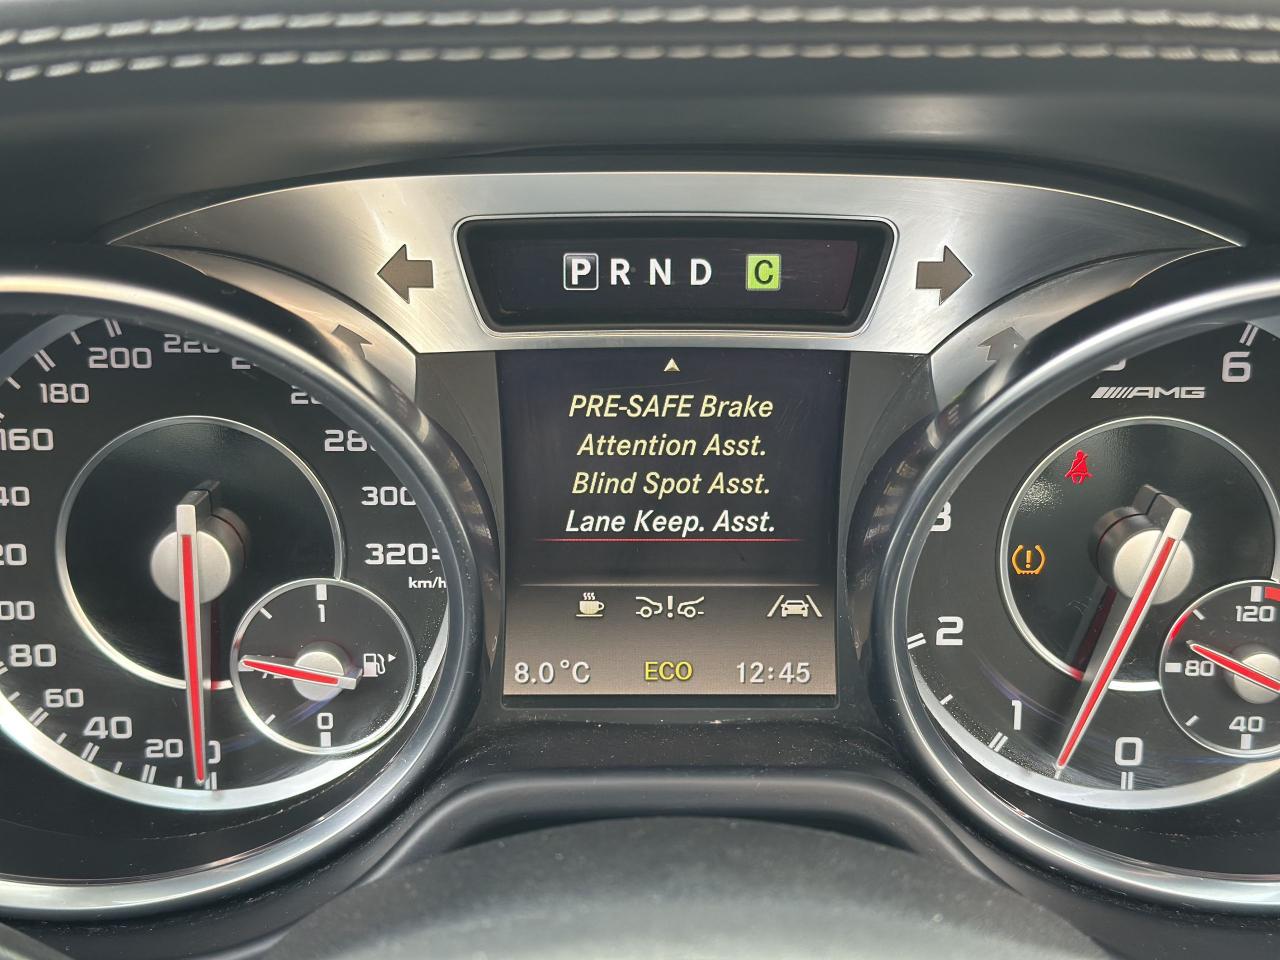 P R N D C
PRE-SAFE Brake
Attention Asst.
Blind Spot Asst.
Lane Keep. Asst.
8.0°C ECO 12:45
20
40
60
80
160
180
200
220
300
320
km/h
1
0
AMG
0
1
2
3
6
40
80
120